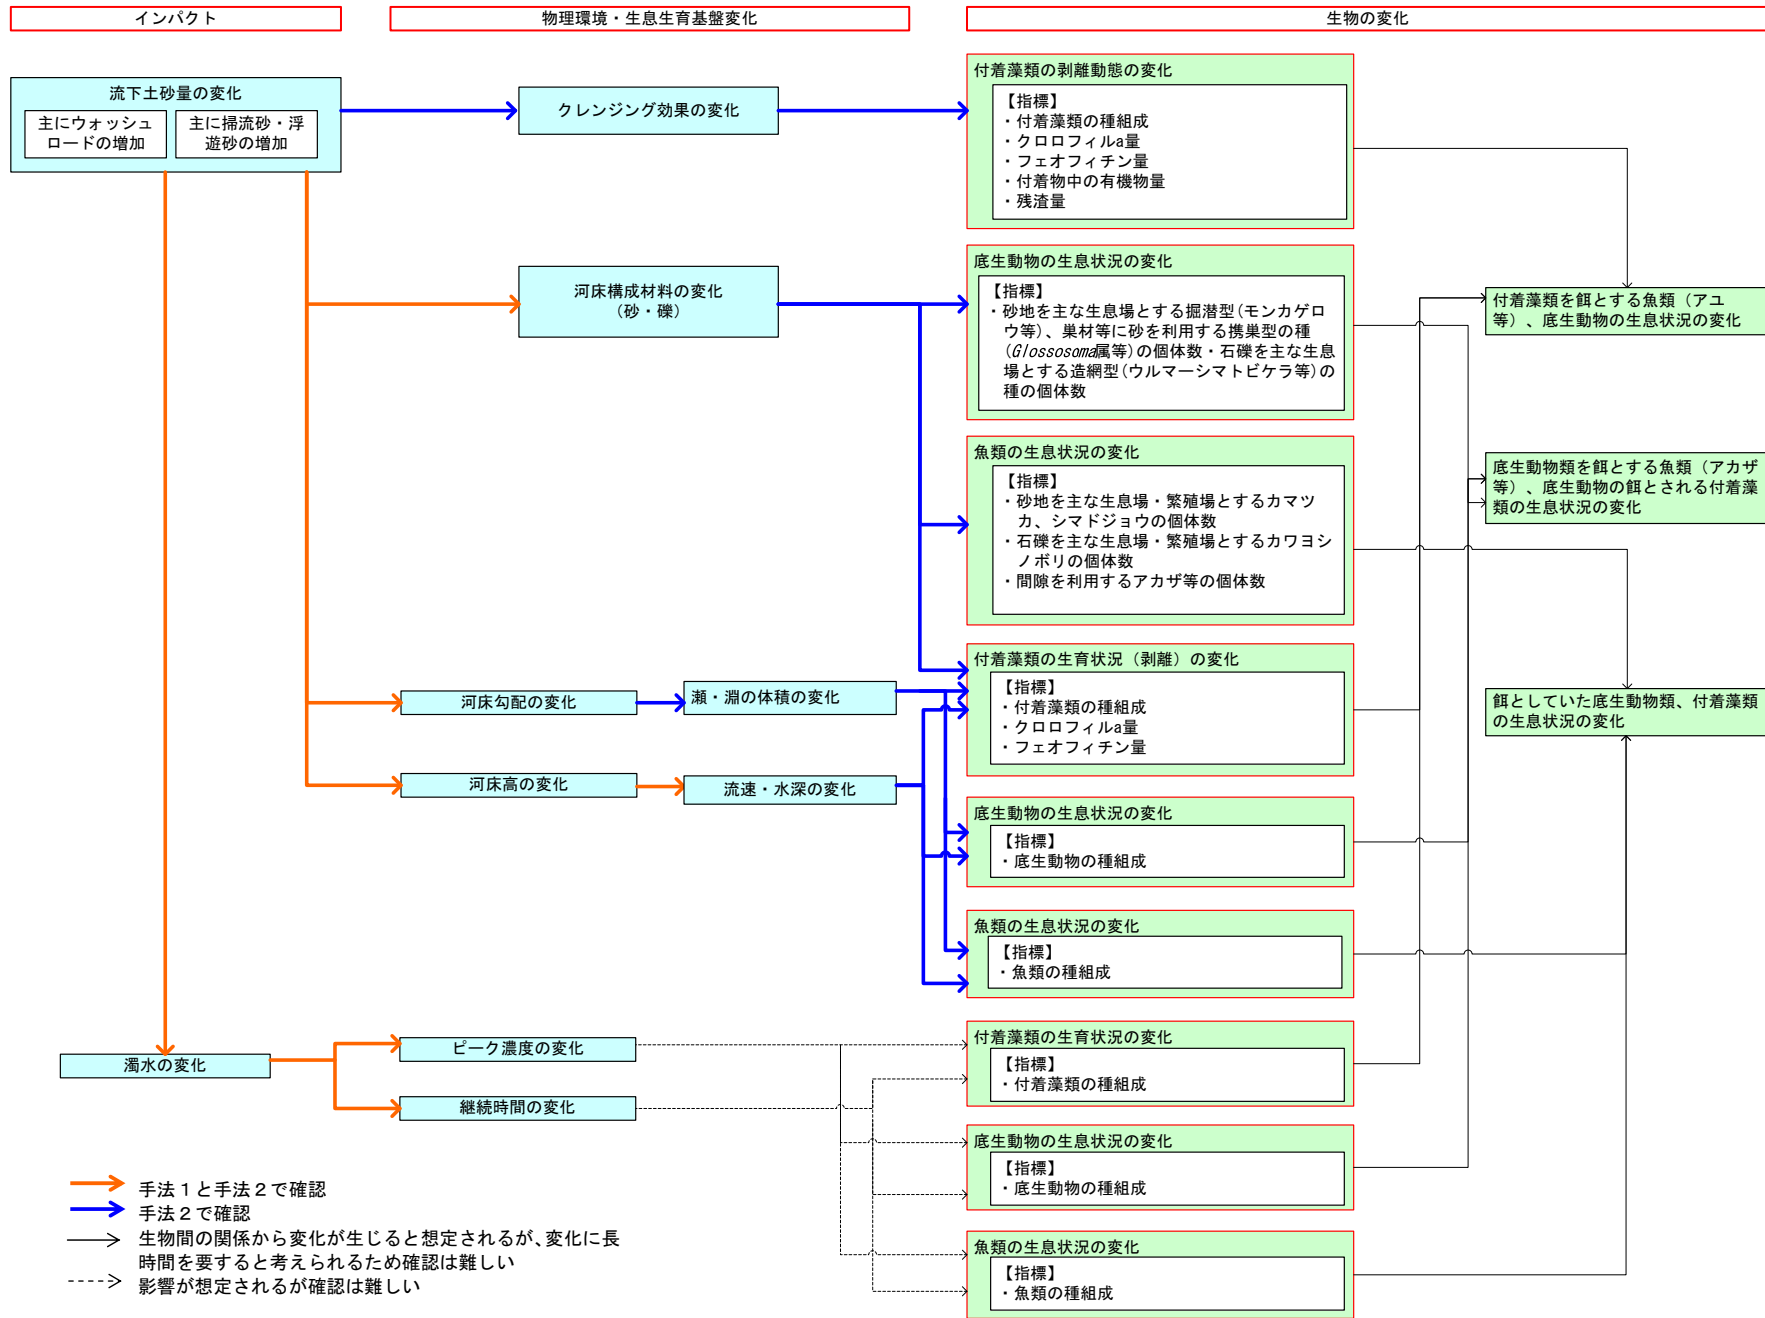 インパクト
物理環境・生息生育基盤変化
生物の変化
流下土砂量の変化
主にウォッシュ
ロードの増加
主に掃流砂・浮
遊砂の増加
クレンジング効果の変化
付着藻類の剥離動態の変化
【指標】
・付着藻類の種組成
・クロロフィルa量
・フェオフィチン量
・付着物中の有機物量
・残渣量
河床構成材料の変化
(砂・礫)
底生動物の生息状況の変化
【指標】
・砂地を主な生息場とする掘潜型(モンカゲロ
ウ等)、巣材等に砂を利用する携巣型の種
(Glossosoma属等)の個体数・石礫を主な生息
場とする造網型(ウルマーシマトビケラ等)の
種の個体数
付着藻類を餌とする魚類(アユ
等)、底生動物の生息状況の変化
魚類の生息状況の変化
【指標】
・砂地を主な生息場・繁殖場とするカマツ
カ、シマドジョウの個体数
・石礫を主な生息場・繁殖場とするカワヨシ
ノボリの個体数
・間隙を利用するアカザ等の個体数
底生動物類を餌とする魚類(アカザ
等)、底生動物の餌とされる付着藻
類の生息状況の変化
河床勾配の変化
瀬・淵の体積の変化
付着藻類の生育状況(剥離)の変化
【指標】
・付着藻類の種組成
・クロロフィルa量
・フェオフィチン量
餌としていた底生動物類、付着藻類
の生息状況の変化
河床高の変化
流速・水深の変化
底生動物の生息状況の変化
【指標】
・底生動物の種組成
魚類の生息状況の変化
【指標】
・魚類の種組成
濁水の変化
ピーク濃度の変化
継続時間の変化
付着藻類の生育状況の変化
【指標】
・付着藻類の種組成
底生動物の生息状況の変化
【指標】
・底生動物の種組成
魚類の生息状況の変化
【指標】
・魚類の種組成
手法1と手法2で確認
手法2で確認
生物間の関係から変化が生じると想定されるが、変化に長
時間を要すると考えられるため確認は難しい
影響が想定されるが確認は難しい